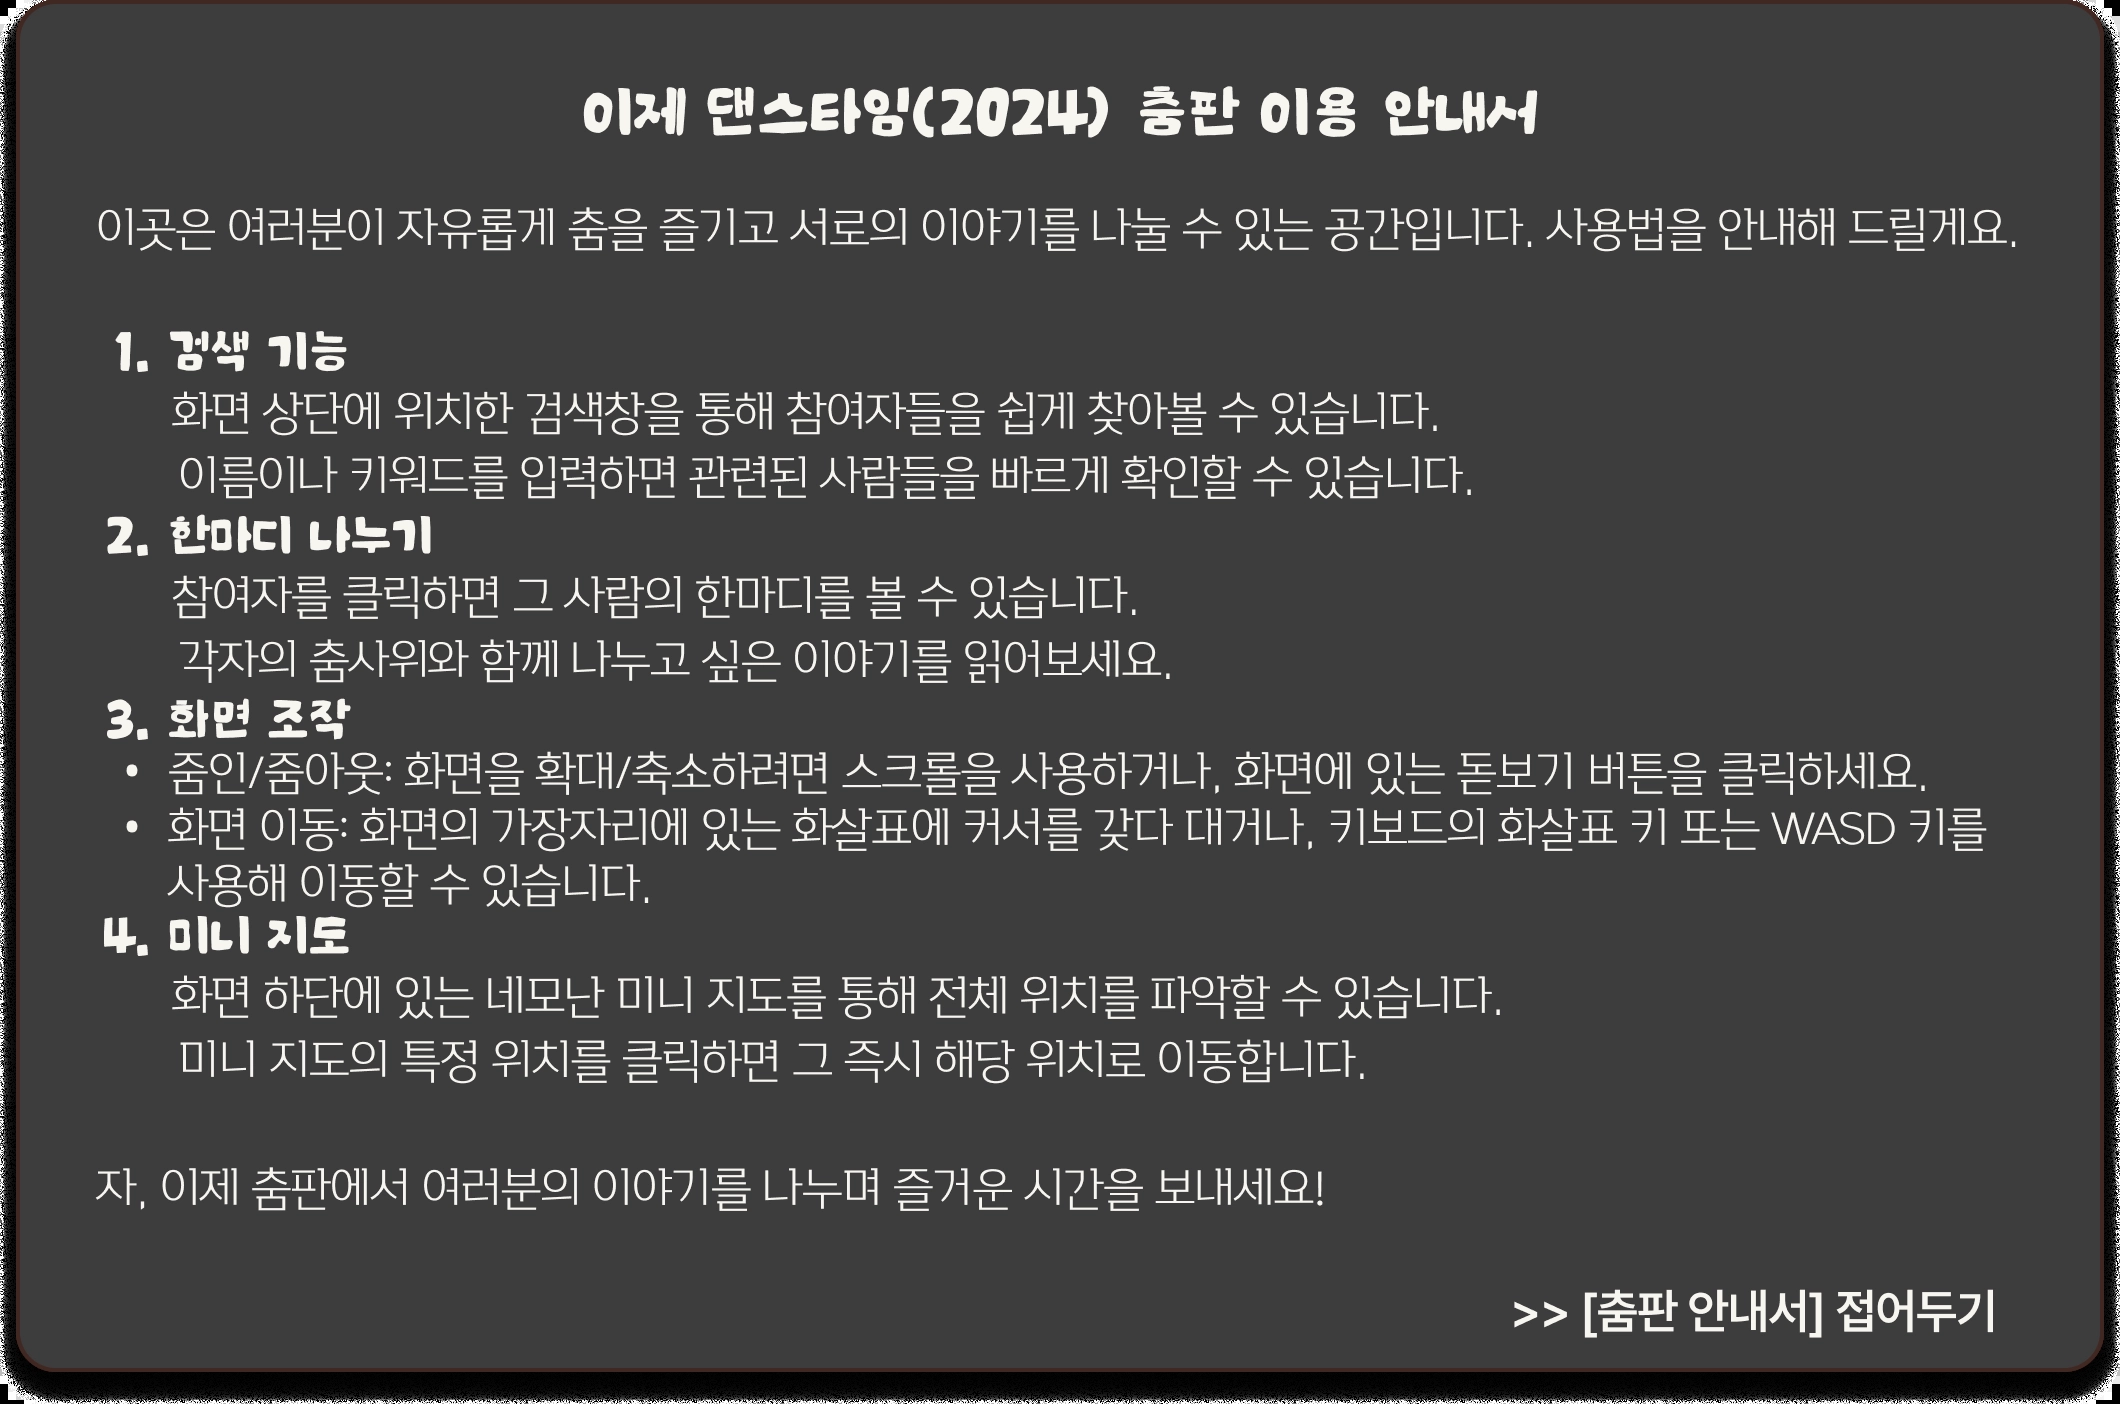 이제 댄스타임(2024) 춤판 이용 안내서
이곳은 여러분이 자유롭게 춤을 즐기고 서로의 이야기를 나눌 수 있는 공간입니다. 사용법을 안내해 드릴게요.
1. 검색 기능
화면 상단에 위치한 검색창을 통해 참여자들을 쉽게 찾아볼 수 있습니다.
이름이나 키워드를 입력하면 관련된 사람들을 빠르게 확인할 수 있습니다.
2. 한마디 나누기
참여자를 클릭하면 그 사람의 한마디를 볼 수 있습니다.
각자의 춤사위와 함께 나누고 싶은 이야기를 읽어보세요.
3. 화면 조작
• 줌인/줌아웃: 화면을 확대/축소하려면 스크롤을 사용하거나, 화면에 있는 돋보기 버튼을 클릭하세요.
• 화면 이동: 화면의 가장자리에 있는 화살표에 커서를 갖다 대거나, 키보드의 화살표 키 또는 WASD 키를
사용해 이동할 수 있습니다.
4. 미니 지도
화면 하단에 있는 네모난 미니 지도를 통해 전체 위치를 파악할 수 있습니다.
미니 지도의 특정 위치를 클릭하면 그 즉시 해당 위치로 이동합니다.
자, 이제 춤판에서 여러분의 이야기를 나누며 즐거운 시간을 보내세요!
>> [춤판 안내서] 접어두기